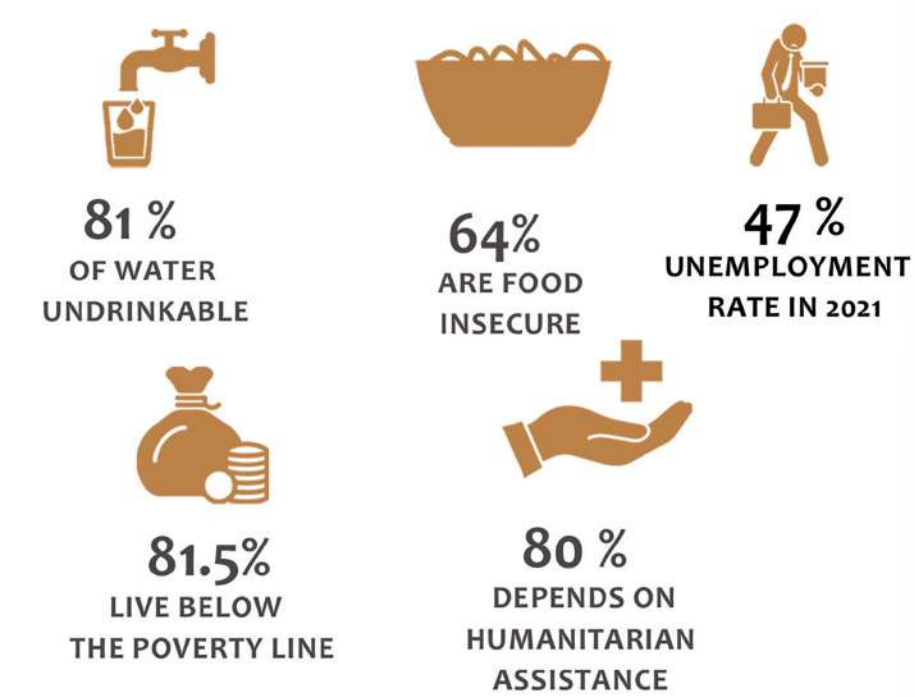 81 %
OF WATER
UNDRINKABLE
64%
ARE FOOD
INSECURE
47 %
UNEMPLOYMENT
RATE IN 2021
81.5%
LIVE BELOW
THE POVERTY LINE
80 %
DEPENDS ON
HUMANITARIAN
ASSISTANCE